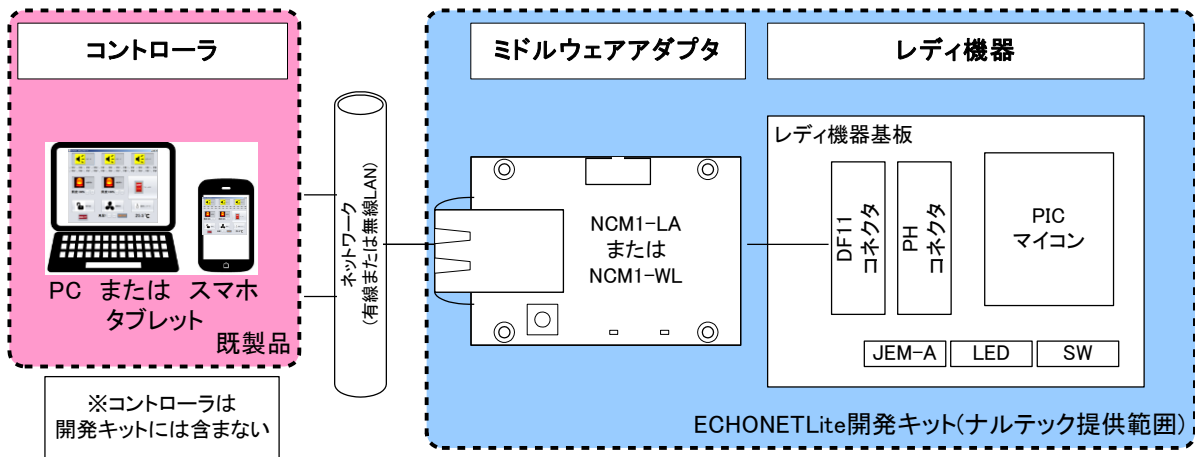 コントローラ
PC または スマホ
タブレット
既製品
※コントローラは
開発キットには含まない
ネットワーク
(有線または無線LAN)
ミドルウェアアダプタ
NCM1-LA
または
NCM1-WL
レディ機器
レディ機器基板
DF11
コネクタ
PH
コネクタ
PIC
マイコン
JEM-A
LED
SW
ECHONETLite開発キット(ナルテック提供範囲)